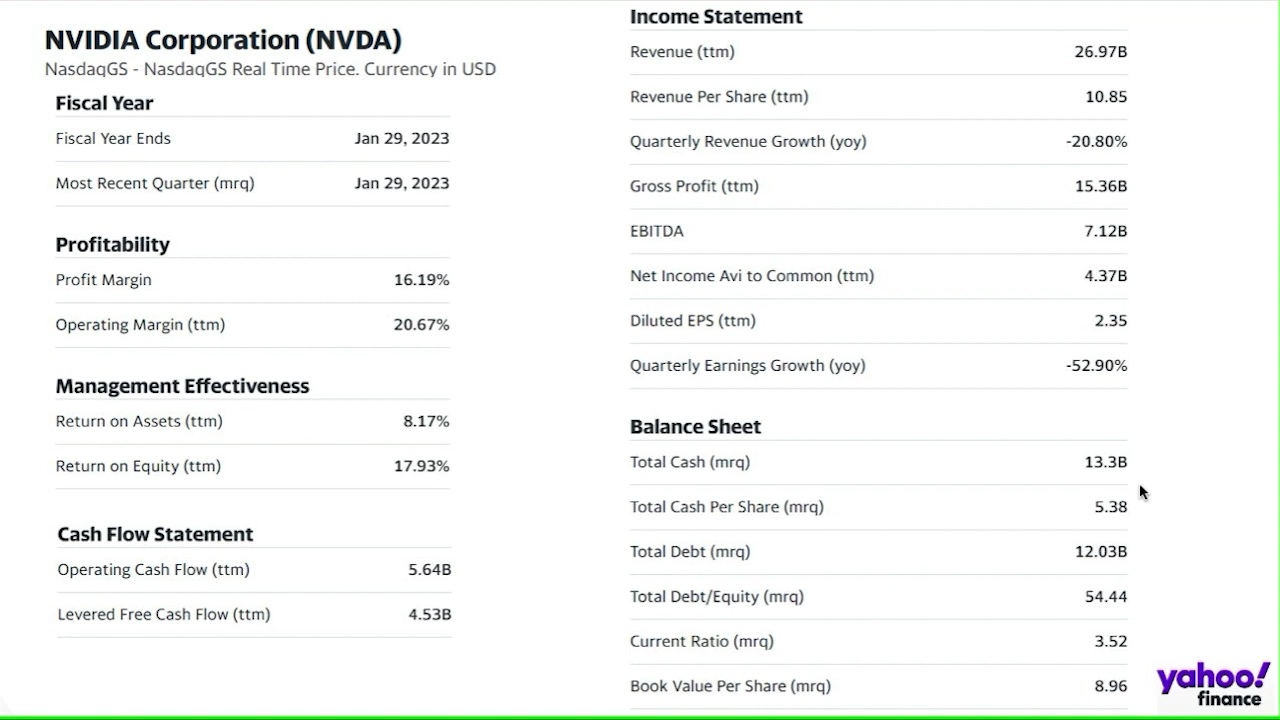 NVIDIA Corporation (NVDA)
NasdaqGS - NasdaqGS Real Time Price. Currency in USD
Fiscal Year
Fiscal Year Ends Jan 29, 2023
Most Recent Quarter (mrq) Jan 29, 2023
Profitability
Profit Margin 16.19%
Operating Margin (ttm) 20.67%
Management Effectiveness
Return on Assets (ttm) 8.17%
Return on Equity (ttm) 17.93%
Cash Flow Statement
Operating Cash Flow (ttm) 5.64B
Levered Free Cash Flow (ttm) 4.53B
Income Statement
Revenue (ttm) 26.97B
Revenue Per Share (ttm) 10.85
Quarterly Revenue Growth (yoy) -20.80%
Gross Profit (ttm) 15.36B
EBITDA 7.12B
Net Income Avi to Common (ttm) 4.37B
Diluted EPS (ttm) 2.35
Quarterly Earnings Growth (yoy) -52.90%
Balance Sheet
Total Cash (mrq) 13.3B
Total Cash Per Share (mrq) 5.38
Total Debt (mrq) 12.03B
Total Debt/Equity (mrq) 54.44
Current Ratio (mrq) 3.52
Book Value Per Share (mrq) 8.96
yahoo!
finance